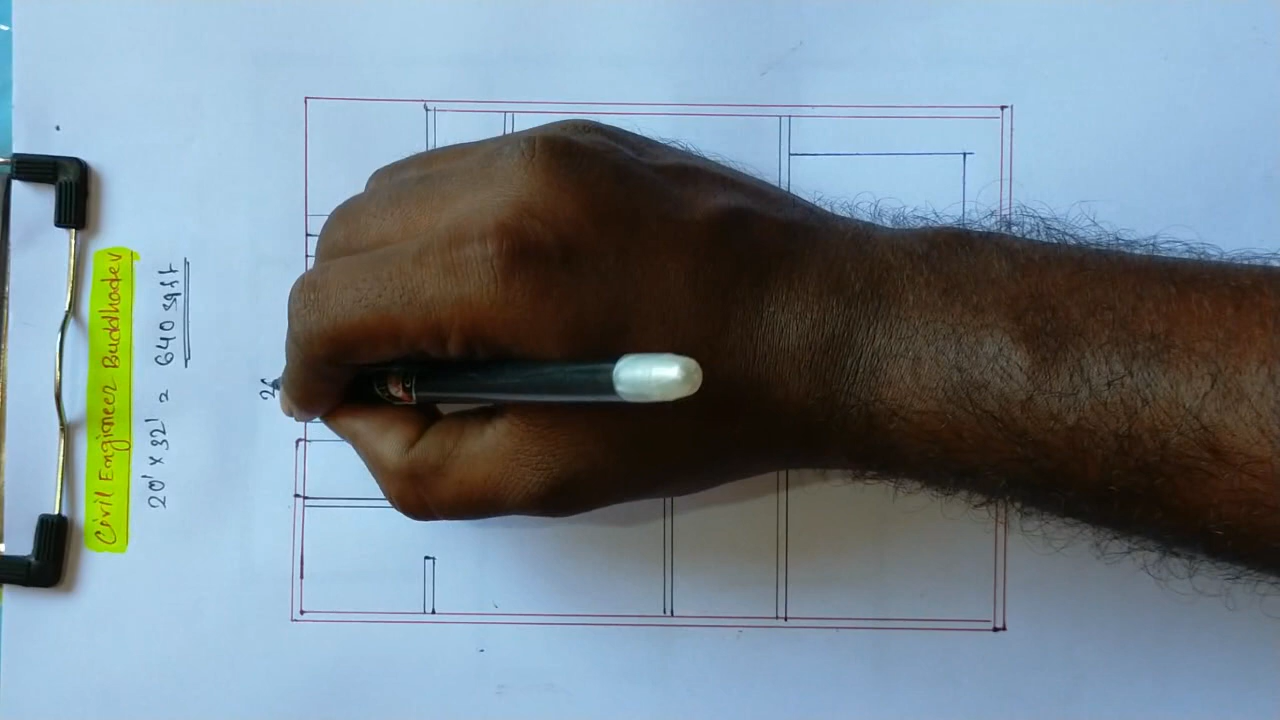 Civil Engineer Buddhadev
20' x 32' = 640 sqft